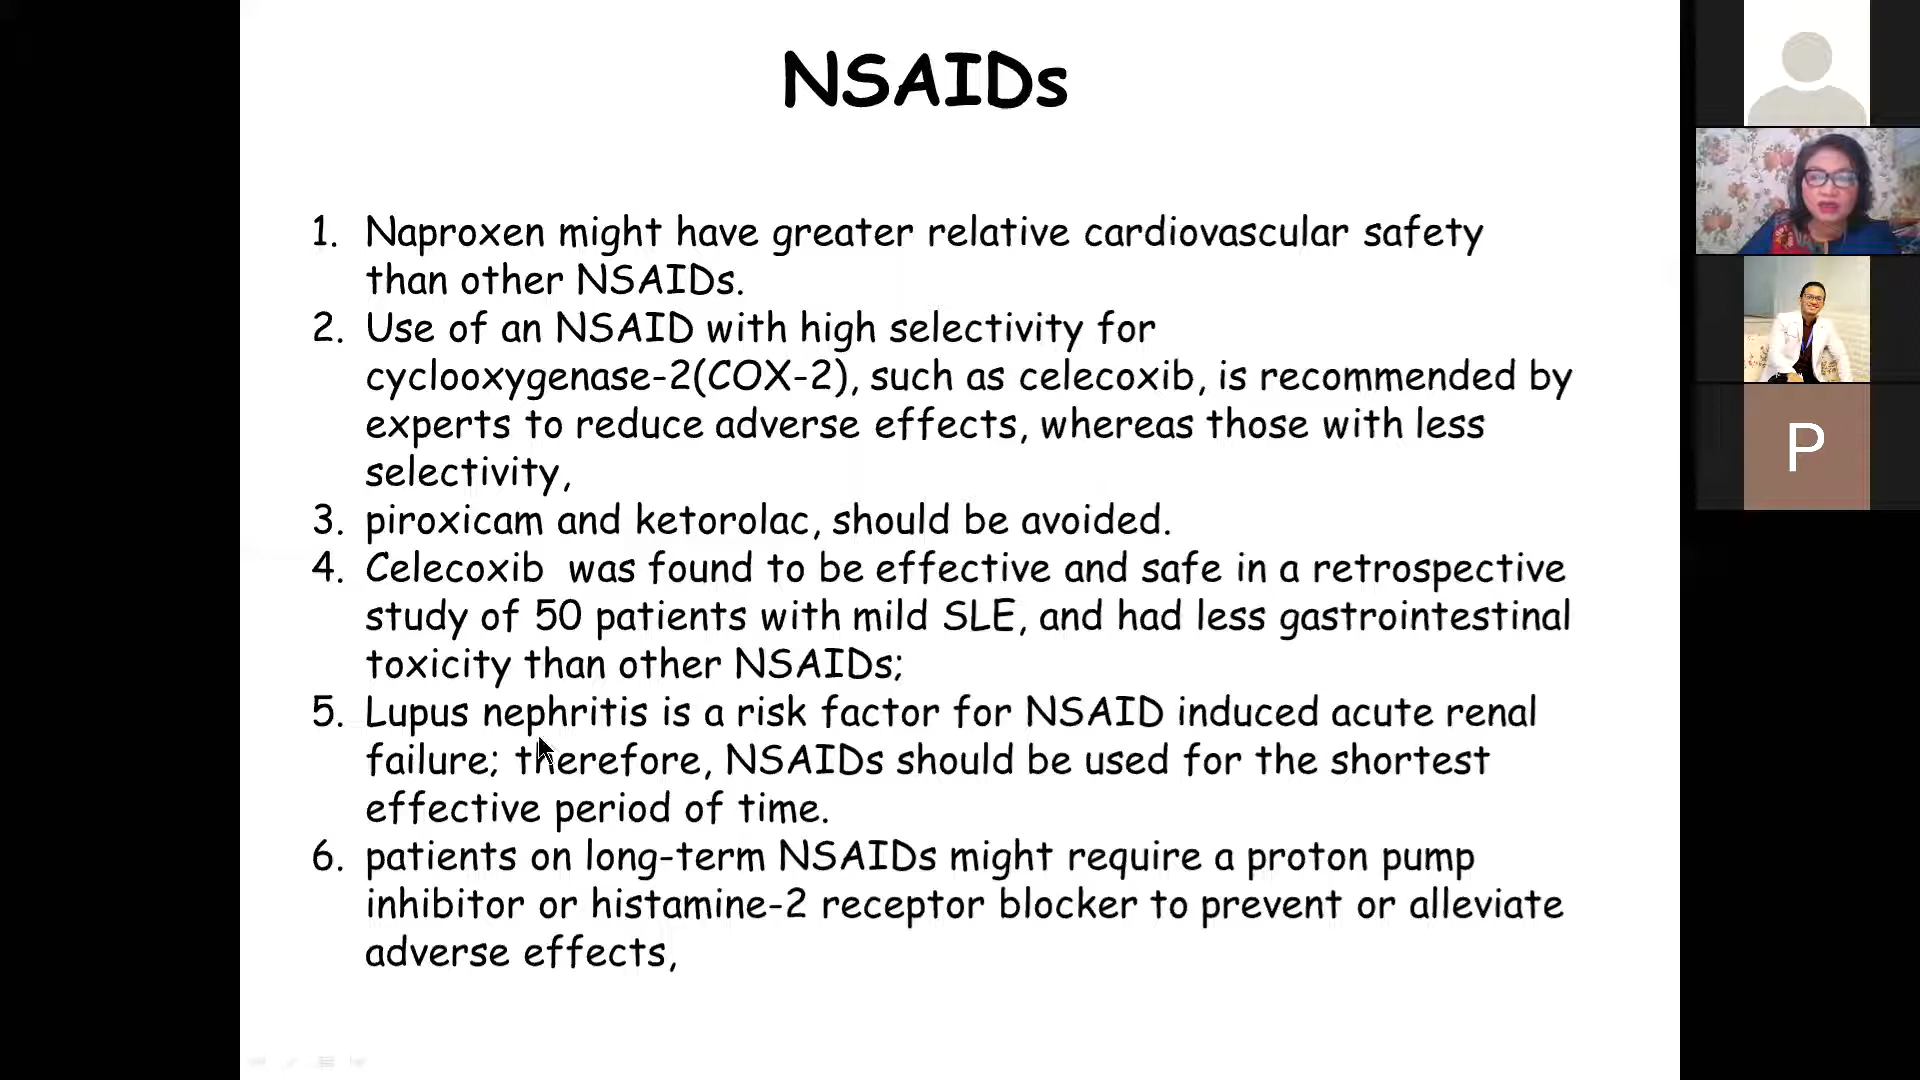 NSAIDs
1. Naproxen might have greater relative cardiovascular safety
than other NSAIDs.
2. Use of an NSAID with high selectivity for
cyclooxygenase-2(COX-2), such as celecoxib, is recommended by
experts to reduce adverse effects, whereas those with less
selectivity,
3. piroxicam and ketorolac, should be avoided.
4. Celecoxib was found to be effective and safe in a retrospective
study of 50 patients with mild SLE, and had less gastrointestinal
toxicity than other NSAIDs;
5. Lupus nephritis is a risk factor for NSAID induced acute renal
failure; therefore, NSAIDs should be used for the shortest
effective period of time.
6. patients on long-term NSAIDs might require a proton pump
inhibitor or histamine-2 receptor blocker to prevent or alleviate
adverse effects,
P